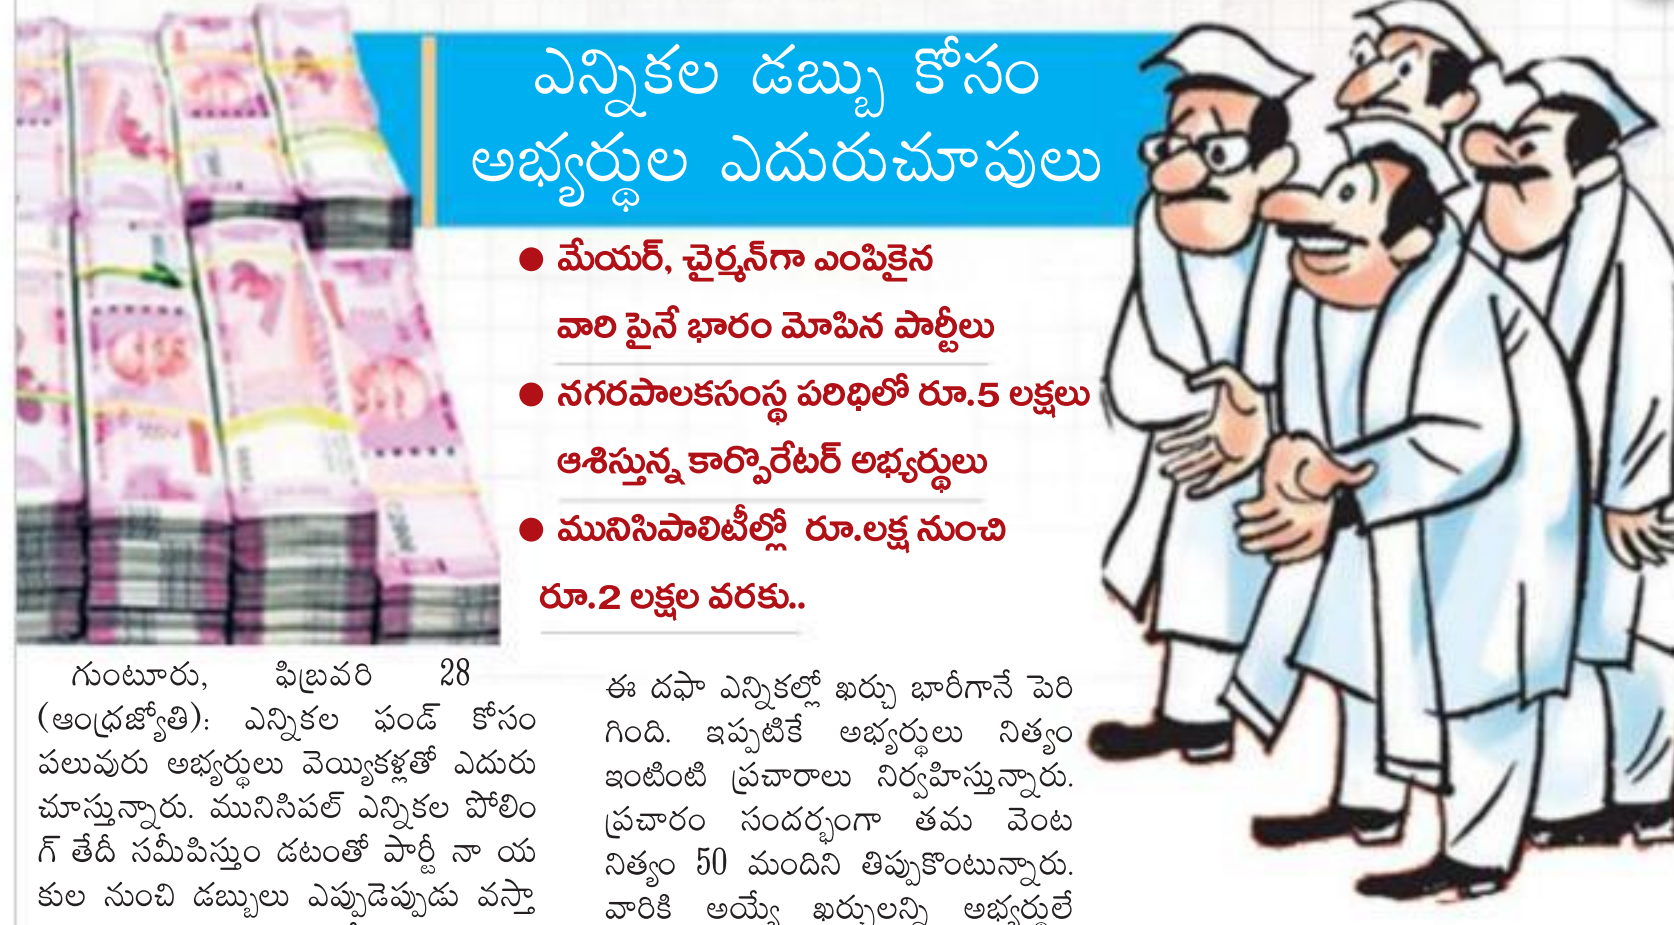 ఎన్నికల డబ్బు కోసం
అభ్యర్థుల ఎదురుచూపులు
● మేయర్, చైర్మన్‌గా ఎంపికైన
వారి పైనే భారం మోపిన పార్టీలు
● నగరపాలకసంస్థ పరిధిలో రూ.5 లక్షలు
ఆశిస్తున్న కార్పొరేటర్ అభ్యర్థులు
● మునిసిపాలిటీల్లో రూ.లక్ష నుంచి
రూ.2 లక్షల వరకు..
గుంటూరు, ఫిబ్రవరి 28
(ఆంధ్రజ్యోతి): ఎన్నికల ఫండ్ కోసం
పలువురు అభ్యర్థులు వెయ్యికళ్లతో ఎదురు
చూస్తున్నారు. మునిసిపల్ ఎన్నికల పోలిం
గ్ తేదీ సమీపిస్తుం డటంతో పార్టీ నా య
కుల నుంచి డబ్బులు ఎప్పుడెప్పుడు వస్తా
ఈ దఫా ఎన్నికల్లో ఖర్చు భారీగానే పెరి
గింది. ఇప్పటికే అభ్యర్థులు నిత్యం
ఇంటింటి ప్రచారాలు నిర్వహిస్తున్నారు.
ప్రచారం సందర్భంగా తమ వెంట
నిత్యం 50 మందిని తిప్పుకొంటున్నారు.
వారికి అయ్యే ఖర్చులన్ని అభ్యర్థులే